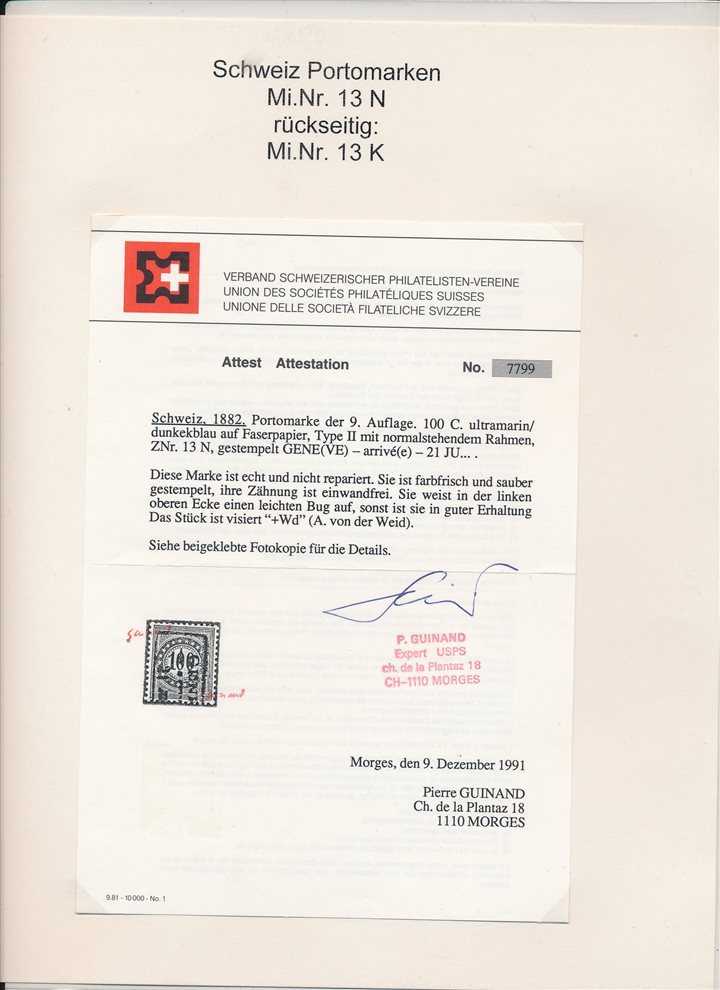 Schweiz Portomarken
Mi.Nr. 13 N
rückseitig:
Mi.Nr. 13 K
VERBAND SCHWEIZERISCHER PHILATELISTEN-VEREINE
UNION DES SOCIÉTÉS PHILATÉLIQUES SUISSES
UNIONE DELLE SOCIETÀ FILATELICHE SVIZZERE
Attest Attestation No. 7799
Schweiz, 1882. Portomarke der 9. Auflage. 100 C. ultramarin/
dunkekblau auf Faserpapier, Type II mit normalstehendem Rahmen,
ZNr. 13 N, gestempelt GENE(VE) – arrivé(e) – 21 JU... .
Diese Marke ist echt und nicht repariert. Sie ist farbfrisch und sauber
gestempelt, ihre Zähnung ist einwandfrei. Sie weist in der linken
oberen Ecke einen leichten Bug auf, sonst ist sie in guter Erhaltung
Das Stück ist visiert “+Wd” (A. von der Weid).
Siehe beigeklebte Fotokopie für die Details.
100
P. GUINAND
Expert USPS
ch. de la Plantaz 18
CH–1110 MORGES
Morges, den 9. Dezember 1991
Pierre GUINAND
Ch. de la Plantaz 18
1110 MORGES
9.81 - 10 000 - No. 1